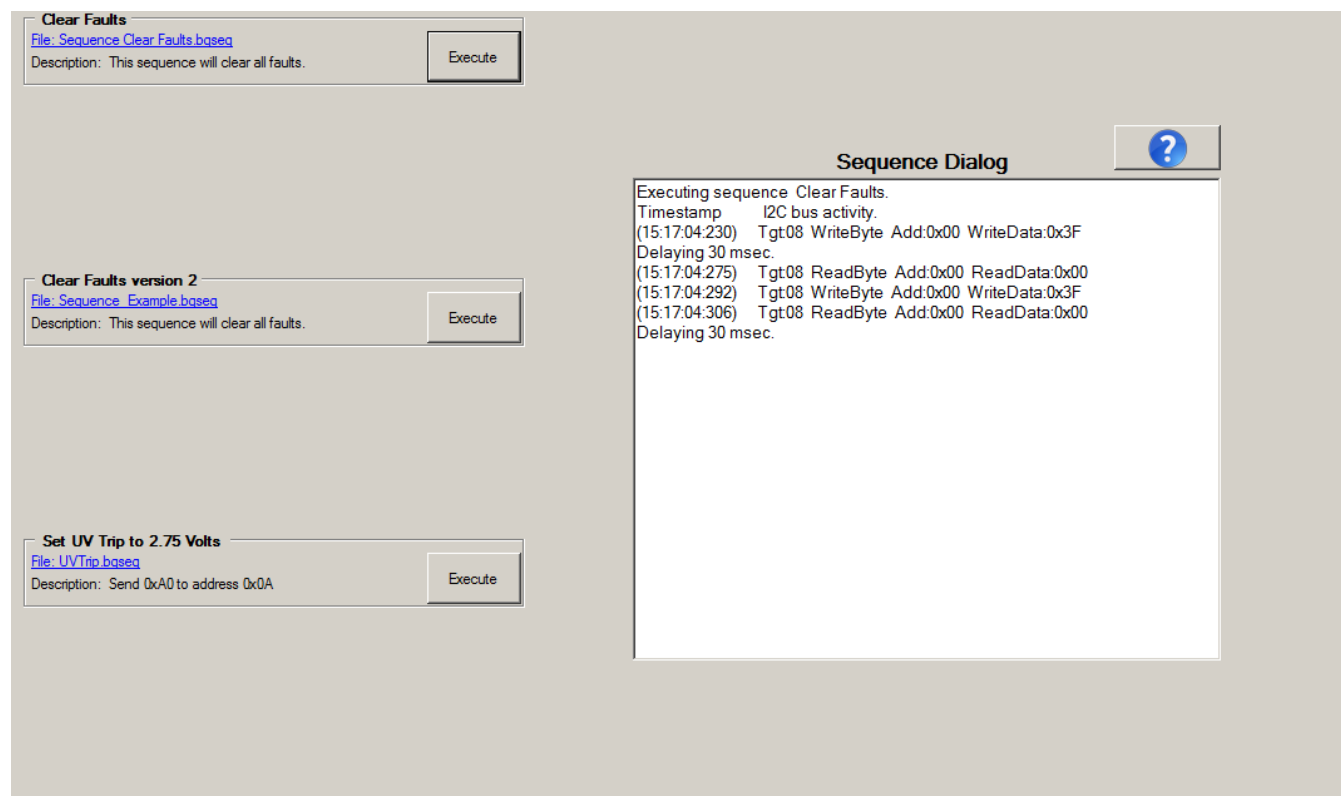 Clear Faults
File: Sequence Clear Faults.bqseq
Description: This sequence will clear all faults.
Execute
Clear Faults version 2
File: Sequence_Example.bqseq
Description: This sequence will clear all faults.
Execute
Set UV Trip to 2.75 Volts
File: UVTrip.bqseq
Description: Send 0xA0 to address 0x0A
Execute
?
Sequence Dialog
Executing sequence Clear Faults.
Timestamp I2C bus activity.
(15:17:04:230) Tgt:08 WriteByte Add:0x00 WriteData:0x3F
Delaying 30 msec.
(15:17:04:275) Tgt:08 ReadByte Add:0x00 ReadData:0x00
(15:17:04:292) Tgt:08 WriteByte Add:0x00 WriteData:0x3F
(15:17:04:306) Tgt:08 ReadByte Add:0x00 ReadData:0x00
Delaying 30 msec.